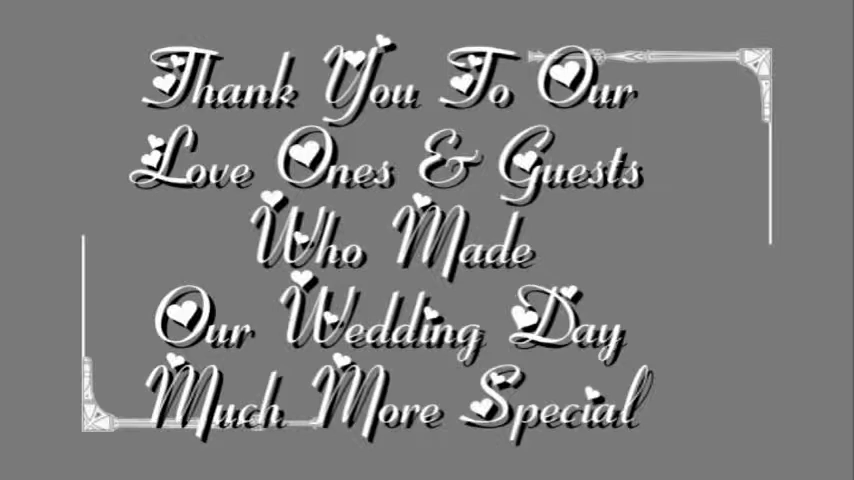 Thank You To Our
Love Ones & Guests
Who Made
Our Wedding Day
Much More Special